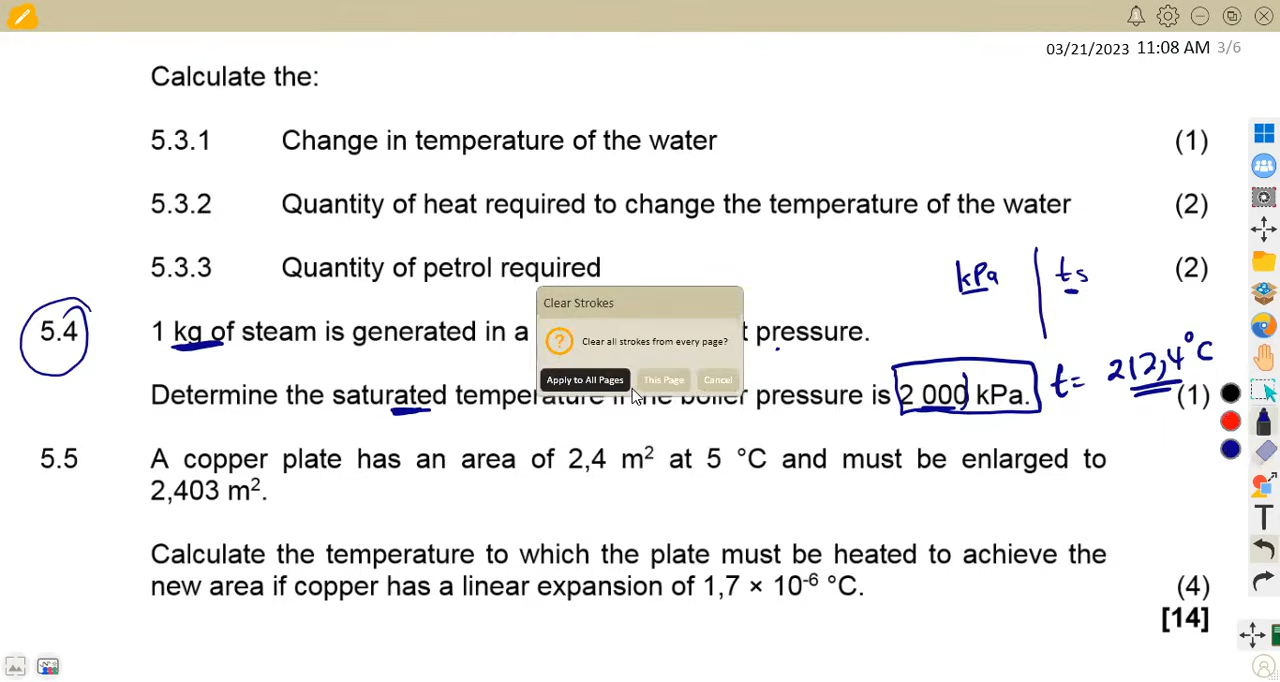 03/21/2023 11:08 AM 3/6
Calculate the:
5.3.1 Change in temperature of the water (1)
5.3.2 Quantity of heat required to change the temperature of the water (2)
kPa ts
5.3.3 Quantity of petrol required (2)
Clear Strokes
5.4 1 kg of steam is generated in a t pressure.
Clear all strokes from every page?
t= 212,4°C
Apply to All Pages This Page Cancel
Determine the saturated temperature if the boiler pressure is 2 000 kPa. (1)
5.5 A copper plate has an area of 2,4 m² at 5 °C and must be enlarged to
2,403 m².
Calculate the temperature to which the plate must be heated to achieve the
new area if copper has a linear expansion of 1,7 × 10⁻⁶ °C. (4)
[14]